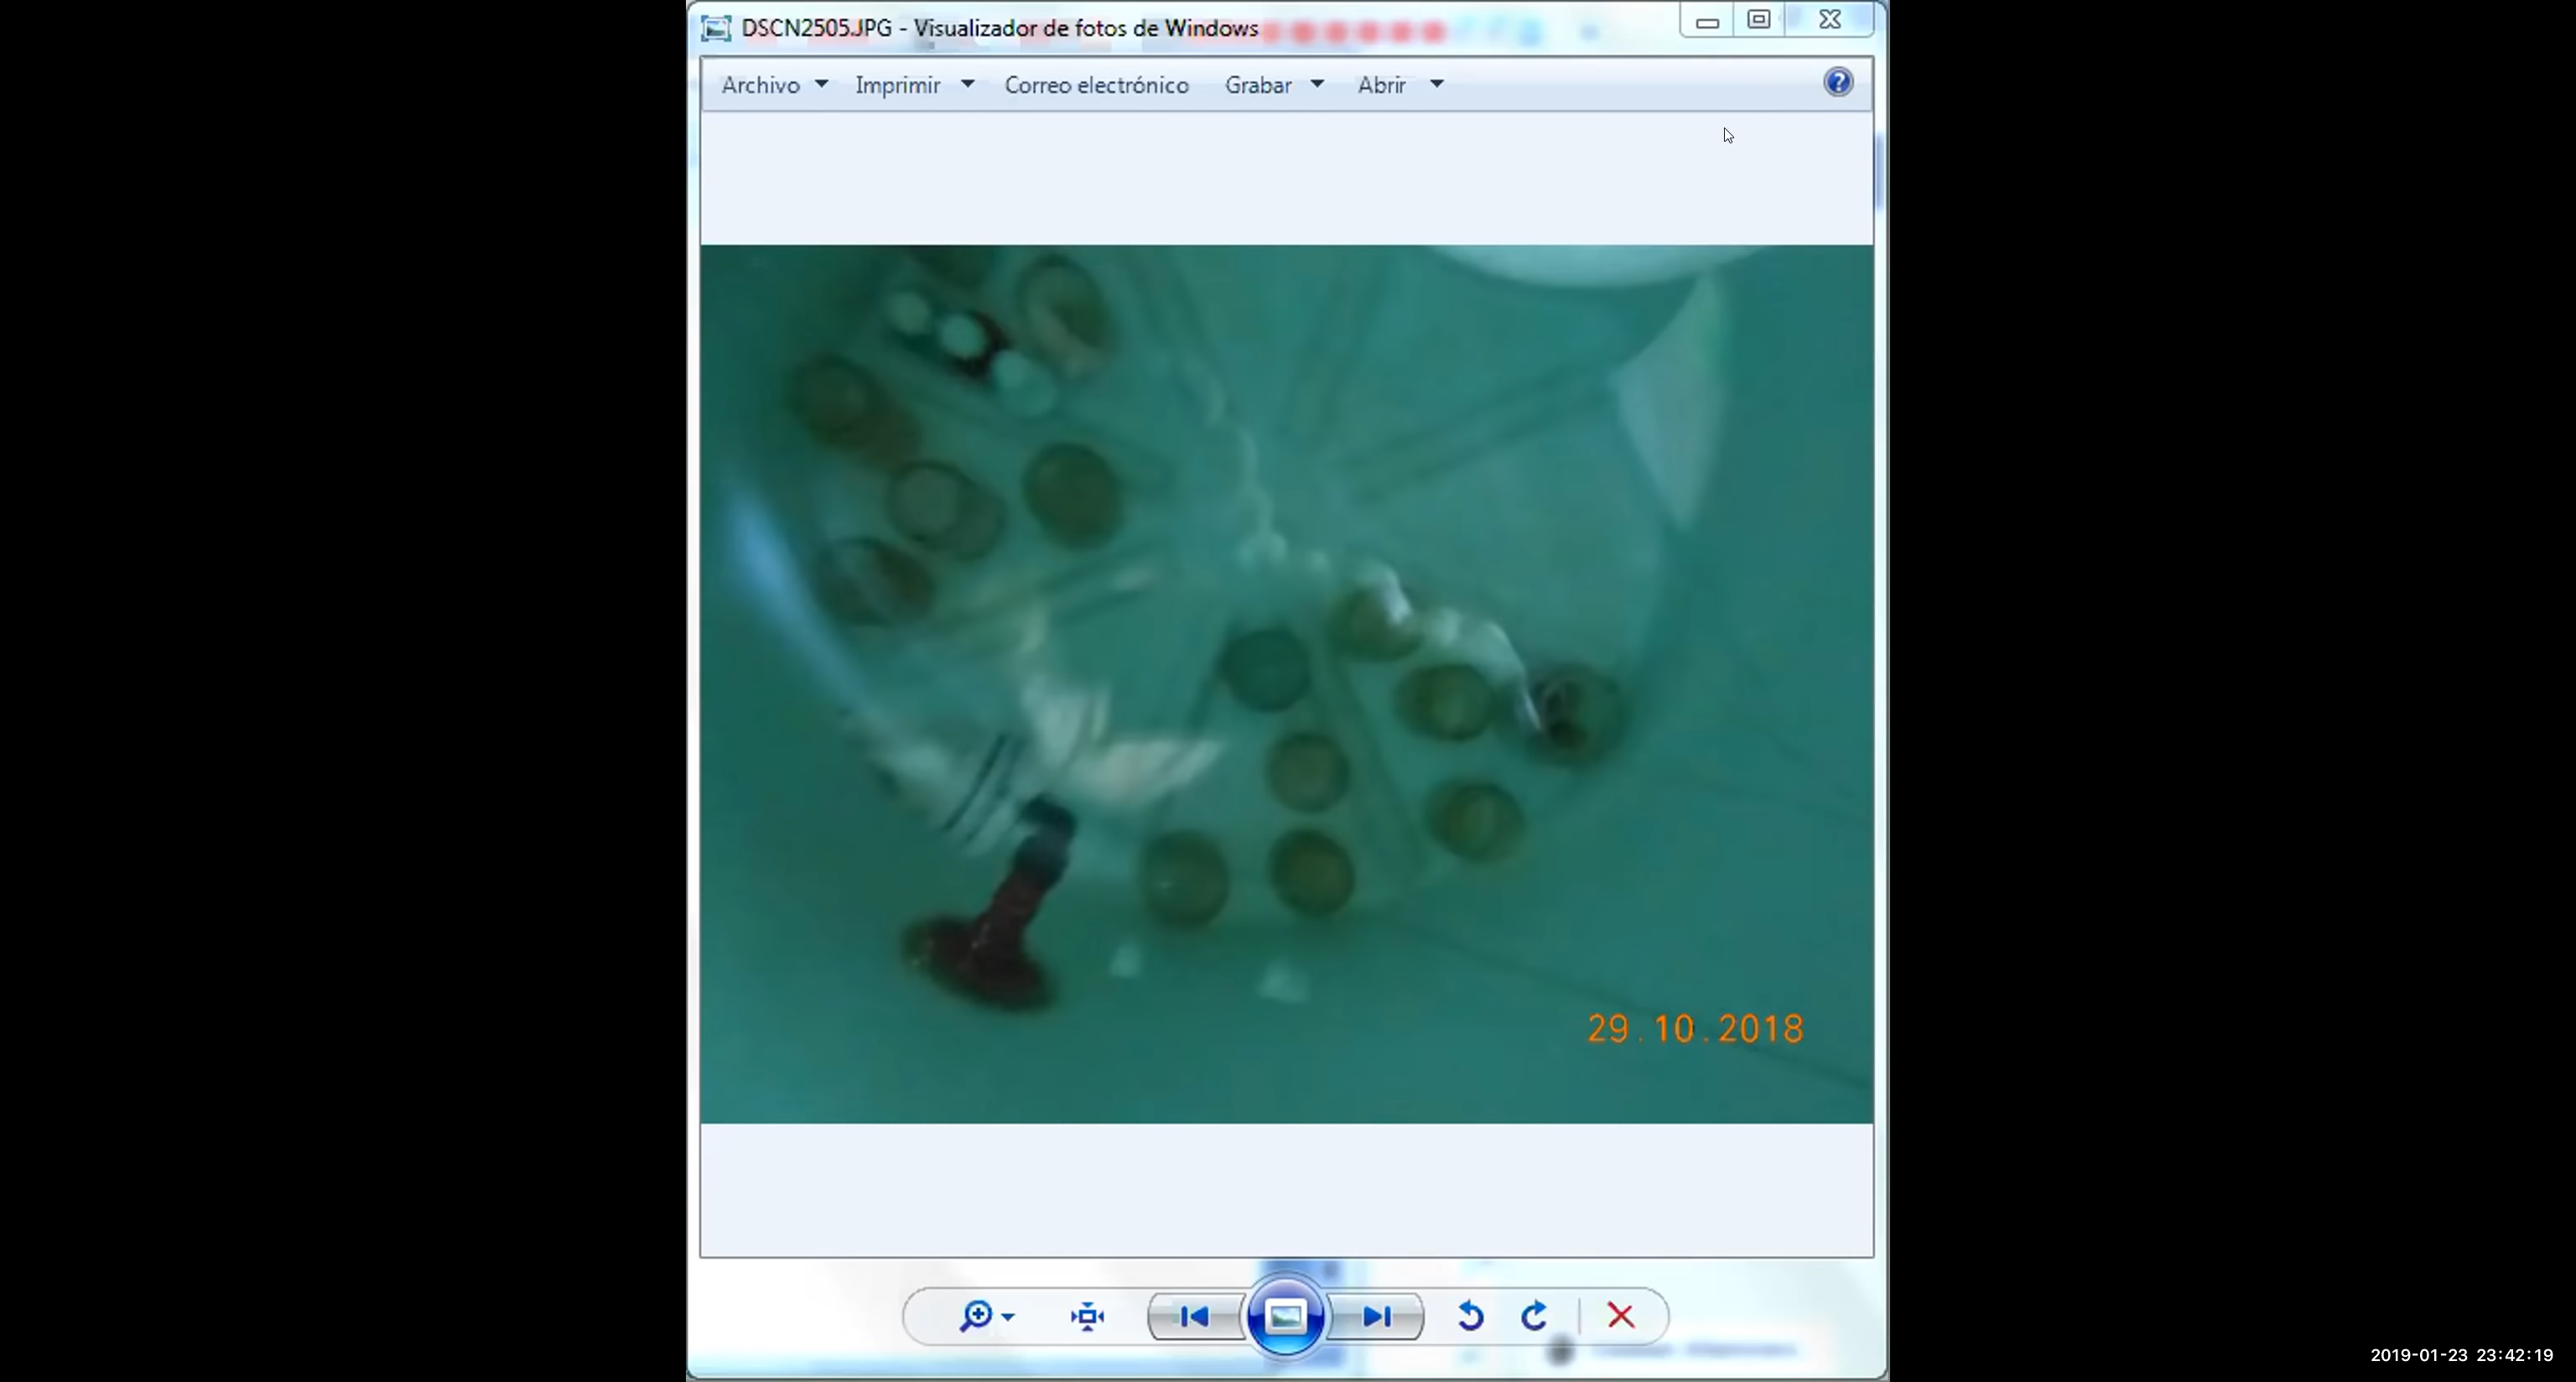 DSCN2505.JPG - Visualizador de fotos de Windows
Archivo Imprimir Correo electrónico Grabar Abrir
29.10.2018
2019-01-23 23:42:19